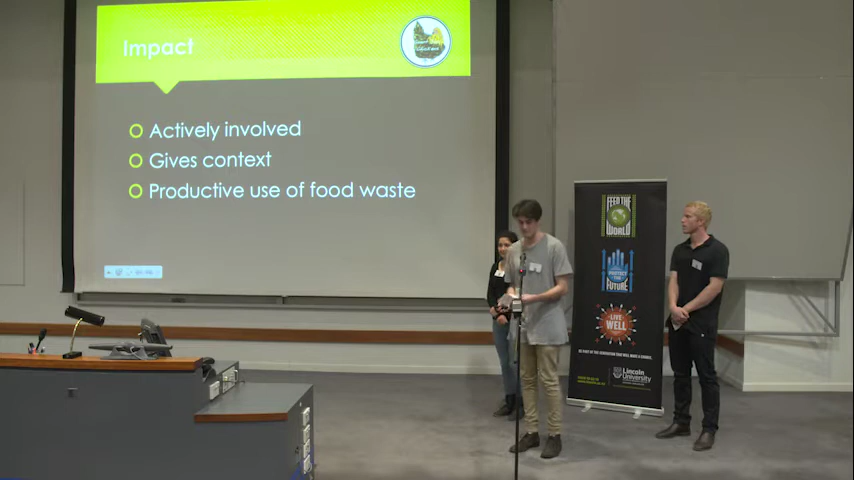 Impact
Actively involved
Gives context
Productive use of food waste
FEED THE
WORLD
PROTECT
THE
FUTURE
LIVE
WELL
Lincoln
University